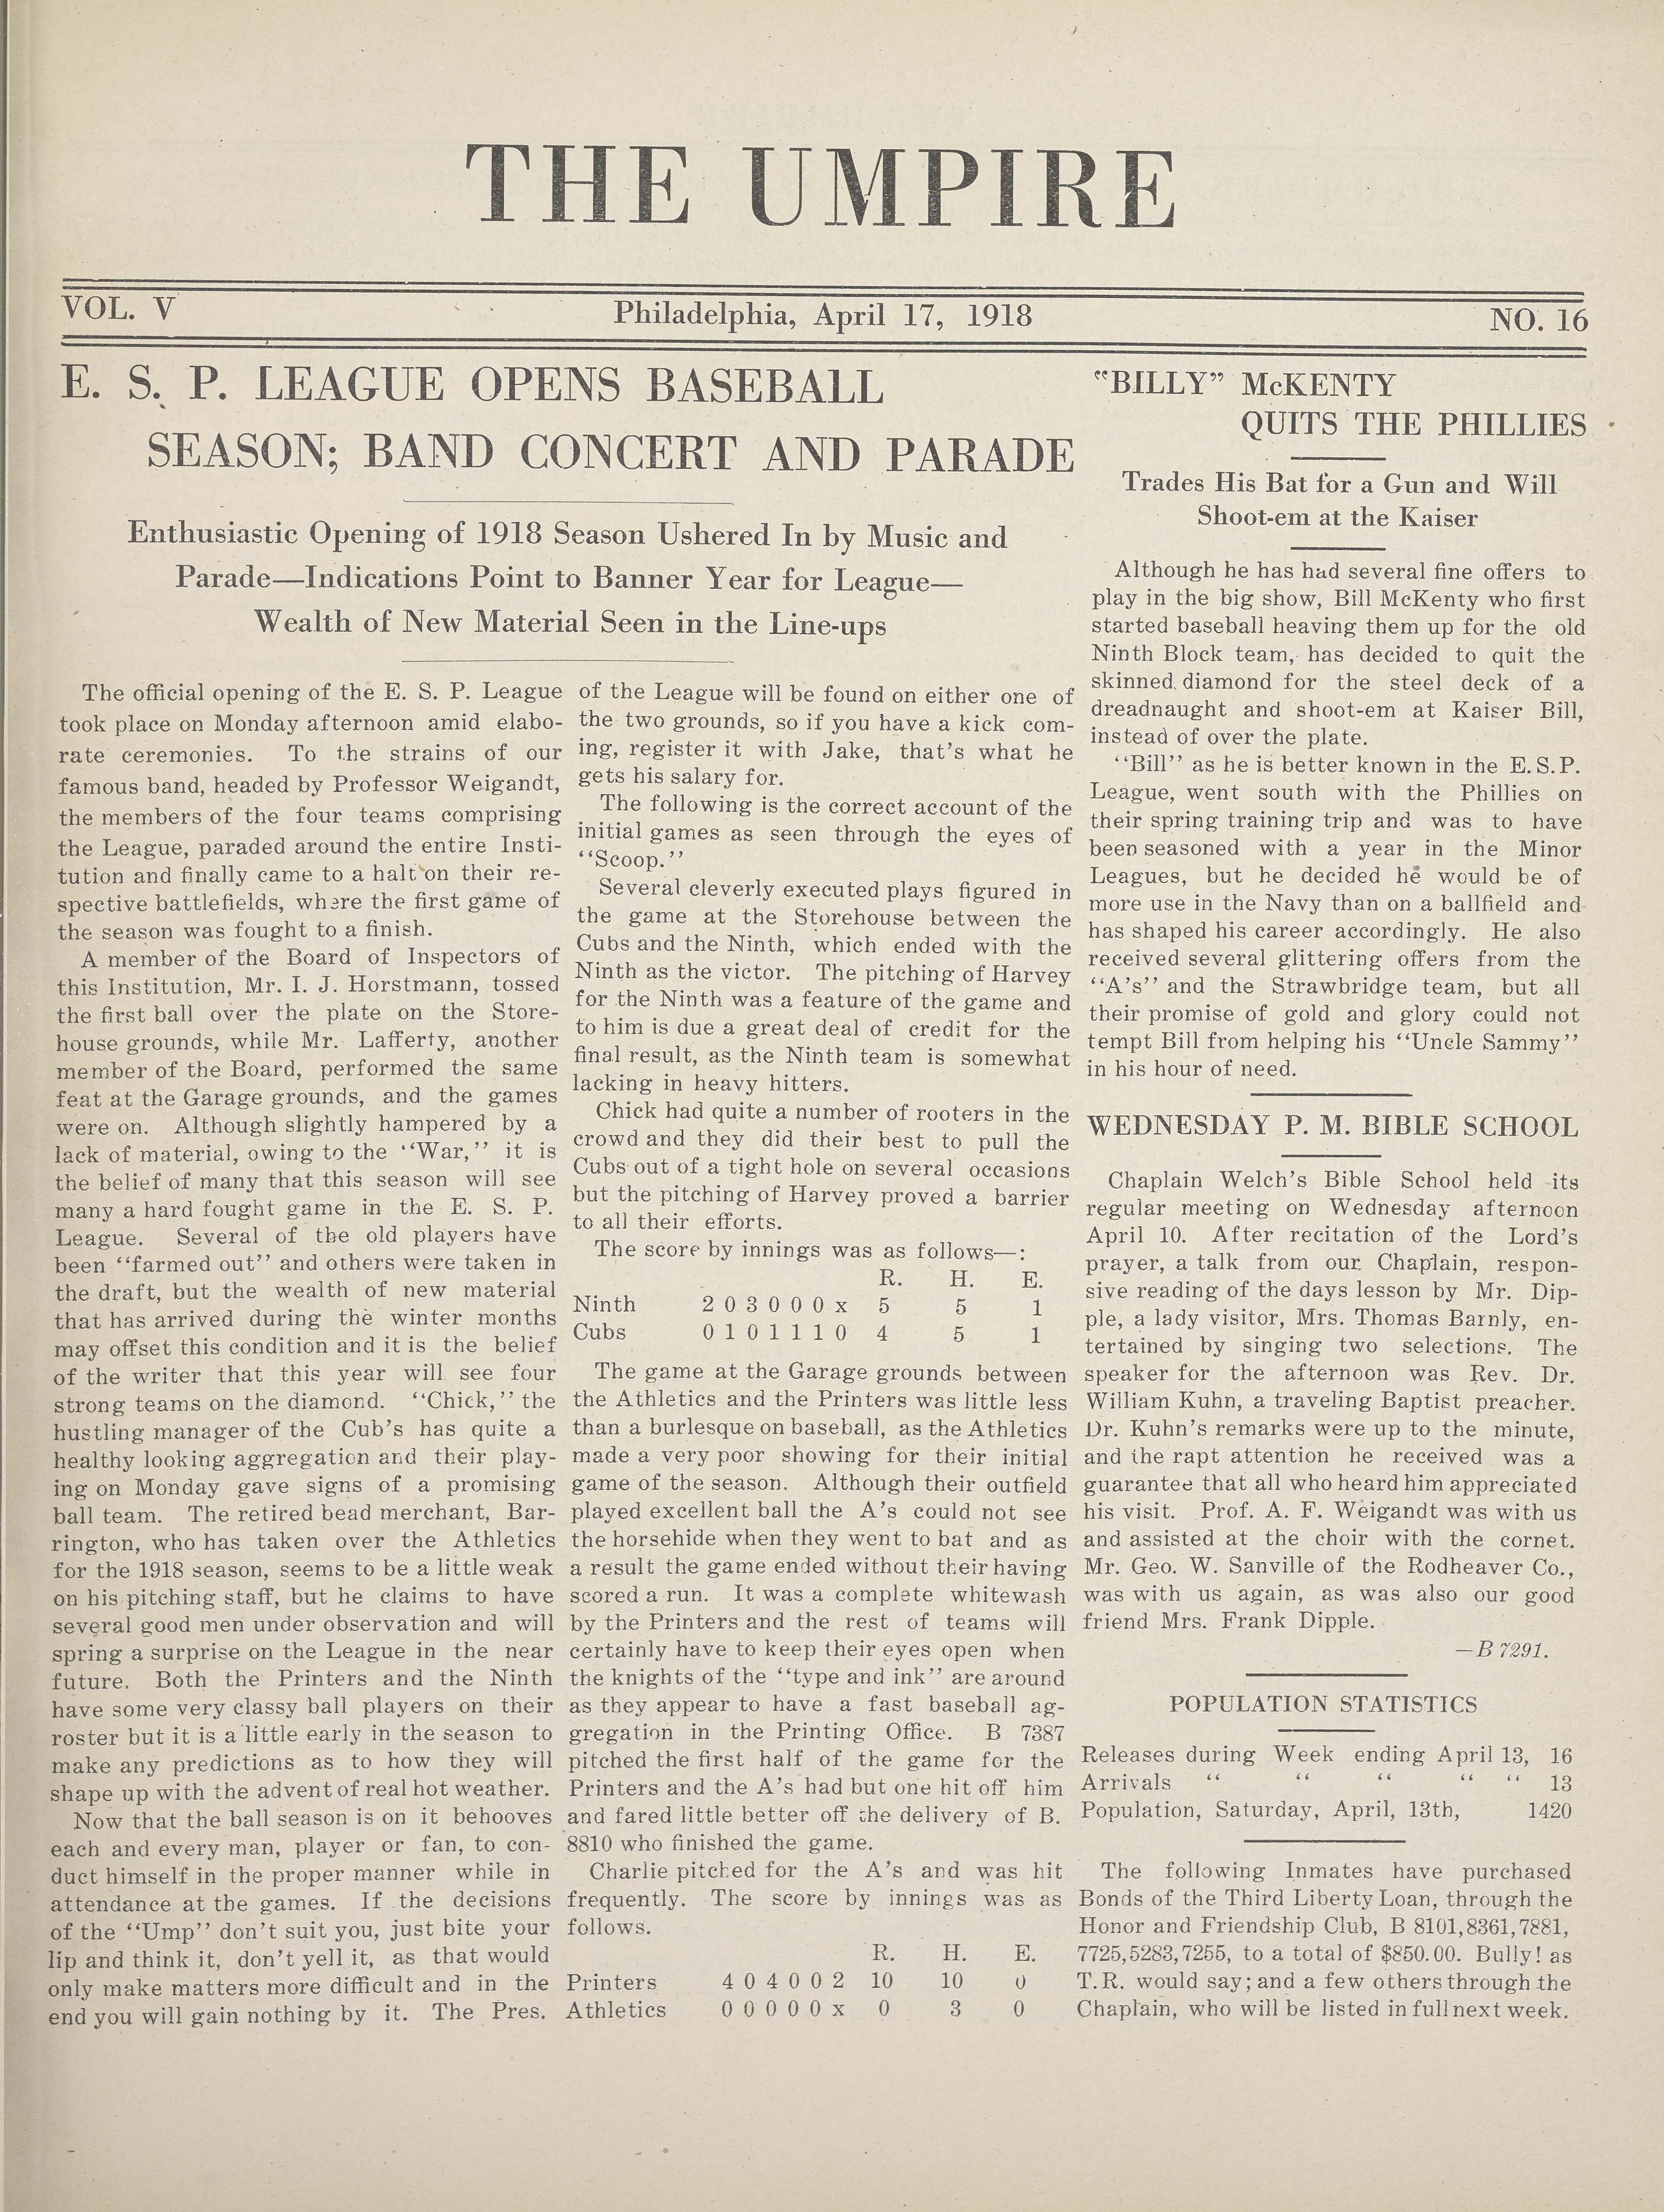 THE UMPIRE
VOL. V Philadelphia, April 17, 1918 NO. 16
E. S. P. LEAGUE OPENS BASEBALL
SEASON; BAND CONCERT AND PARADE
Enthusiastic Opening of 1918 Season Ushered In by Music and
Parade—Indications Point to Banner Year for League—
Wealth of New Material Seen in the Line-ups
The official opening of the E. S. P. League
took place on Monday afternoon amid elabo-
rate ceremonies. To the strains of our
famous band, headed by Professor Weigandt,
the members of the four teams comprising
the League, paraded around the entire Insti-
tution and finally came to a halt on their re-
spective battlefields, where the first game of
the season was fought to a finish.
A member of the Board of Inspectors of
this Institution, Mr. I. J. Horstmann, tossed
the first ball over the plate on the Store-
house grounds, while Mr. Lafferty, another
member of the Board, performed the same
feat at the Garage grounds, and the games
were on. Although slightly hampered by a
lack of material, owing to the ‘‘War,’’ it is
the belief of many that this season will see
many a hard fought game in the E. S. P.
League. Several of the old players have
been ‘‘farmed out’’ and others were taken in
the draft, but the wealth of new material
that has arrived during the winter months
may offset this condition and it is the belief
of the writer that this year will see four
strong teams on the diamond. ‘‘Chick,’’ the
hustling manager of the Cub's has quite a
healthy looking aggregation and their play-
ing on Monday gave signs of a promising
ball team. The retired bead merchant, Bar-
rington, who has taken over the Athletics
for the 1918 season, seems to be a little weak
on his pitching staff, but he claims to have
several good men under observation and will
spring a surprise on the League in the near
future. Both the Printers and the Ninth
have some very classy ball players on their
roster but it is a little early in the season to
make any predictions as to how they will
shape up with the advent of real hot weather.
Now that the ball season is on it behooves
each and every man, player or fan, to con-
duct himself in the proper manner while in
attendance at the games. If the decisions
of the ‘‘Ump’’ don't suit you, just bite your
lip and think it, don't yell it, as that would
only make matters more difficult and in the
end you will gain nothing by it. The Pres.
of the League will be found on either one of
the two grounds, so if you have a kick com-
ing, register it with Jake, that's what he
gets his salary for.
The following is the correct account of the
initial games as seen through the eyes of
‘‘Scoop.’’
Several cleverly executed plays figured in
the game at the Storehouse between the
Cubs and the Ninth, which ended with the
Ninth as the victor. The pitching of Harvey
for the Ninth was a feature of the game and
to him is due a great deal of credit for the
final result, as the Ninth team is somewhat
lacking in heavy hitters.
Chick had quite a number of rooters in the
crowd and they did their best to pull the
Cubs out of a tight hole on several occasions
but the pitching of Harvey proved a barrier
to all their efforts.
The score by innings was as follows—:
R. H. E.
Ninth 2 0 3 0 0 0 x 5 5 1
Cubs 0 1 0 1 1 1 0 4 5 1
The game at the Garage grounds between
the Athletics and the Printers was little less
than a burlesque on baseball, as the Athletics
made a very poor showing for their initial
game of the season. Although their outfield
played excellent ball the A's could not see
the horsehide when they went to bat and as
a result the game ended without their having
scored a run. It was a complete whitewash
by the Printers and the rest of teams will
certainly have to keep their eyes open when
the knights of the ‘‘type and ink’’ are around
as they appear to have a fast baseball ag-
gregation in the Printing Office. B 7387
pitched the first half of the game for the
Printers and the A's had but one hit off him
and fared little better off the delivery of B.
8810 who finished the game.
Charlie pitched for the A's and was hit
frequently. The score by innings was as
follows.
R. H. E.
Printers 4 0 4 0 0 2 10 10 0
Athletics 0 0 0 0 0 x 0 3 0
“BILLY” McKENTY
QUITS THE PHILLIES
Trades His Bat for a Gun and Will
Shoot-em at the Kaiser
Although he has had several fine offers to
play in the big show, Bill McKenty who first
started baseball heaving them up for the old
Ninth Block team, has decided to quit the
skinned diamond for the steel deck of a
dreadnaught and shoot-em at Kaiser Bill,
instead of over the plate.
‘‘Bill’’ as he is better known in the E. S. P.
League, went south with the Phillies on
their spring training trip and was to have
been seasoned with a year in the Minor
Leagues, but he decided he would be of
more use in the Navy than on a ballfield and
has shaped his career accordingly. He also
received several glittering offers from the
‘‘A's’’ and the Strawbridge team, but all
their promise of gold and glory could not
tempt Bill from helping his ‘‘Uncle Sammy’’
in his hour of need.
WEDNESDAY P. M. BIBLE SCHOOL
Chaplain Welch's Bible School held its
regular meeting on Wednesday afternoon
April 10. After recitation of the Lord's
prayer, a talk from our Chaplain, respon-
sive reading of the days lesson by Mr. Dip-
ple, a lady visitor, Mrs. Thomas Barnly, en-
tertained by singing two selections. The
speaker for the afternoon was Rev. Dr.
William Kuhn, a traveling Baptist preacher.
Dr. Kuhn's remarks were up to the minute,
and the rapt attention he received was a
guarantee that all who heard him appreciated
his visit. Prof. A. F. Weigandt was with us
and assisted at the choir with the cornet.
Mr. Geo. W. Sanville of the Rodheaver Co.,
was with us again, as was also our good
friend Mrs. Frank Dipple.
—B 7291.
POPULATION STATISTICS
Releases during Week ending April 13, 16
Arrivals “ “ “ “ “ 13
Population, Saturday, April, 13th, 1420
The following Inmates have purchased
Bonds of the Third Liberty Loan, through the
Honor and Friendship Club, B 8101,8361,7881,
7725,5283,7255, to a total of $850.00. Bully! as
T.R. would say; and a few others through the
Chaplain, who will be listed in full next week.